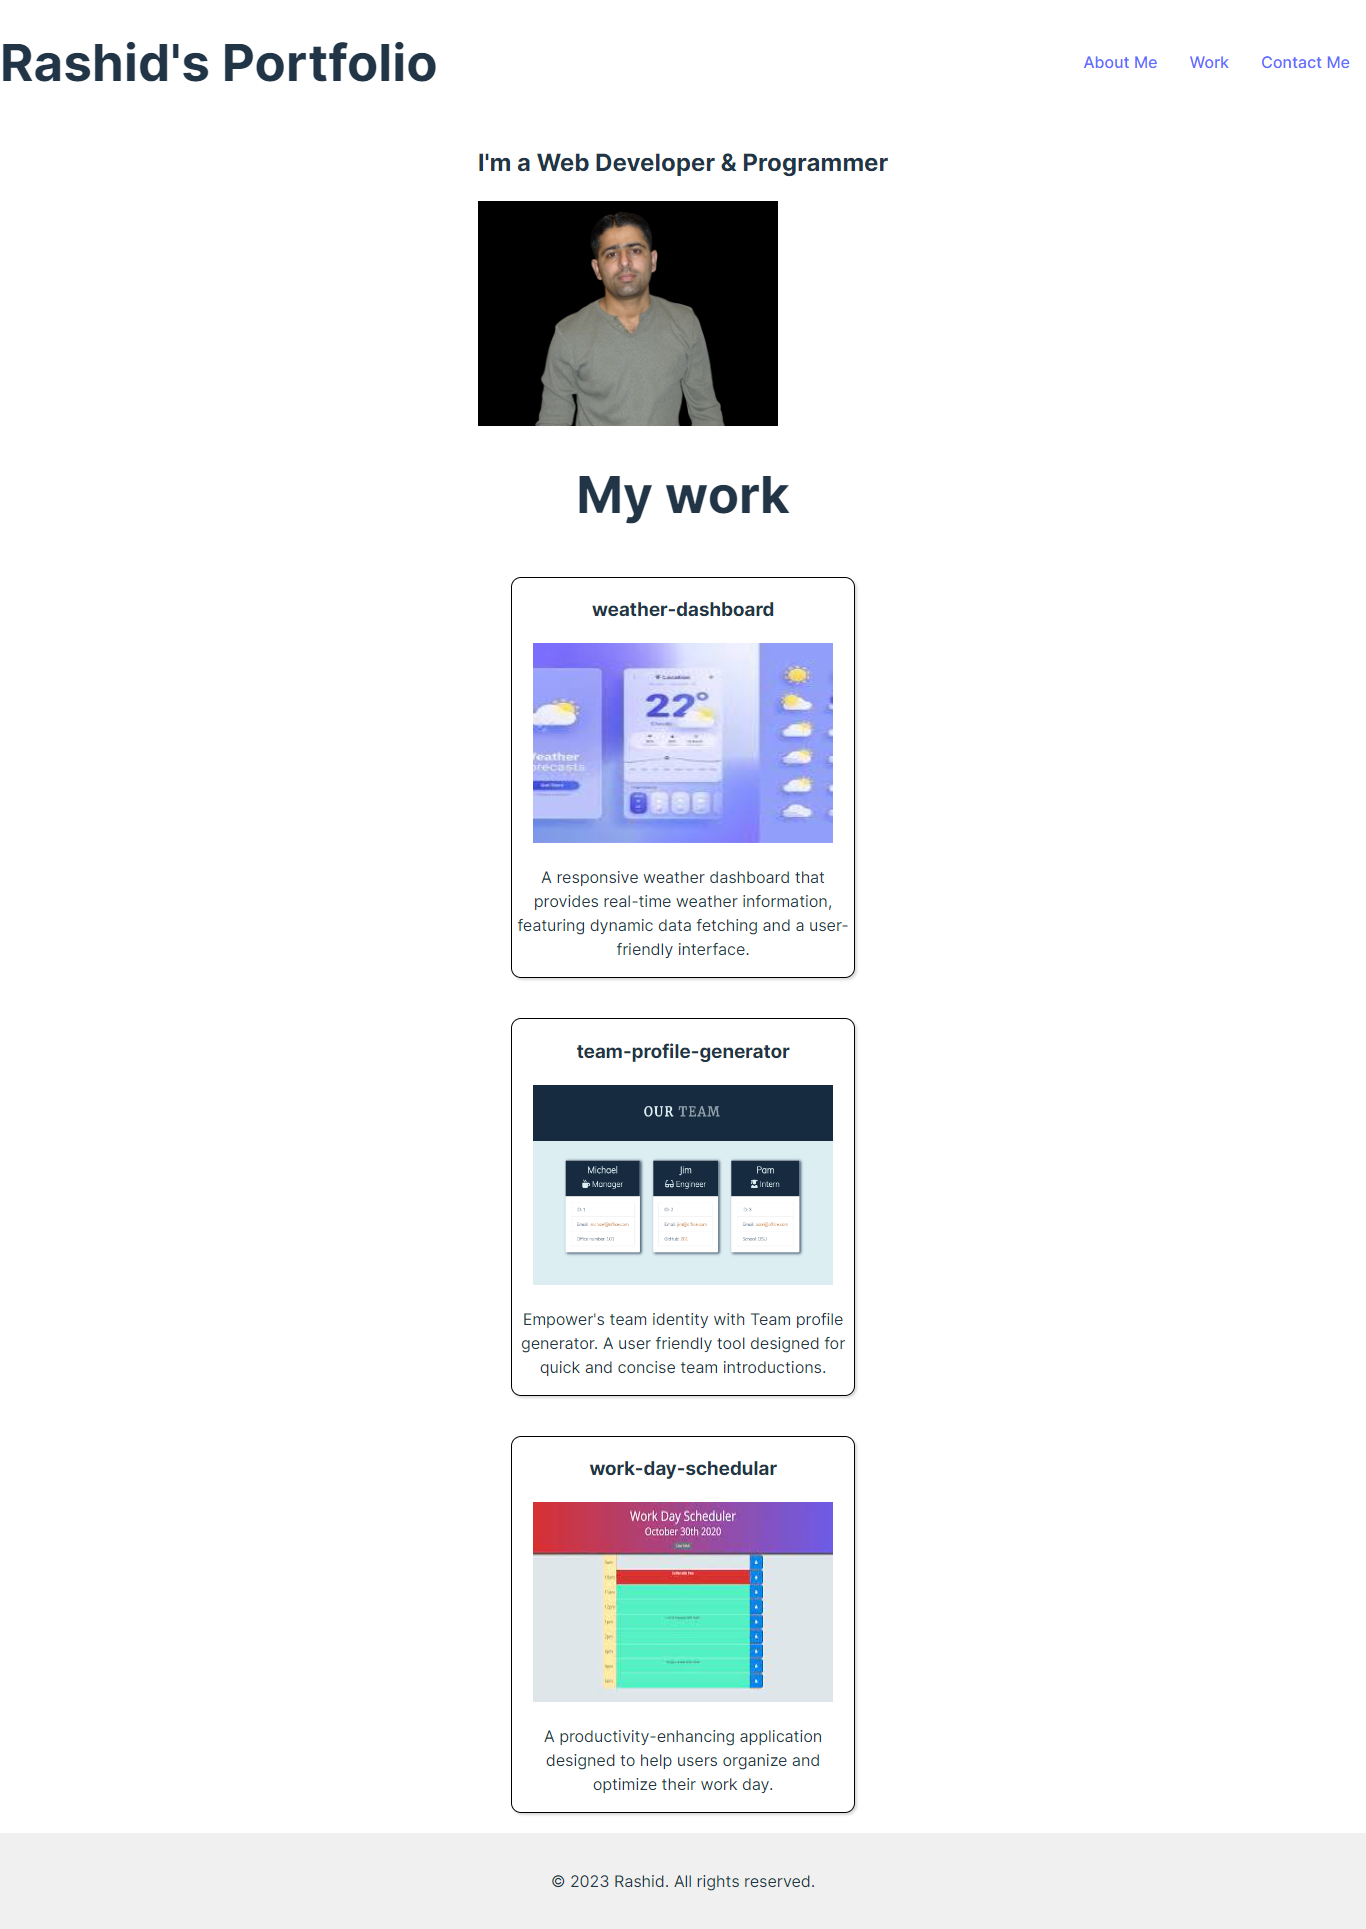 Rashid's Portfolio
About Me Work Contact Me
I'm a Web Developer & Programmer
My work
weather-dashboard
Location
22°
Weather
Forecasts
A responsive weather dashboard that
provides real-time weather information,
featuring dynamic data fetching and a user-
friendly interface.
team-profile-generator
OUR TEAM
Michael
Manager
Jim
Engineer
Pam
Intern
Empower's team identity with Team profile
generator. A user friendly tool designed for
quick and concise team introductions.
work-day-schedular
Work Day Scheduler
October 30th 2020
A productivity-enhancing application
designed to help users organize and
optimize their work day.
© 2023 Rashid. All rights reserved.